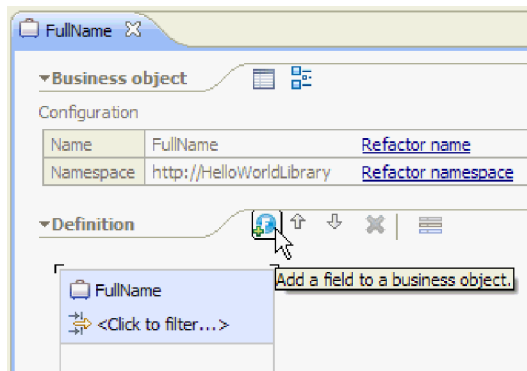 FullName
Business object
Configuration
Name FullName Refactor name
Namespace http://HelloWorldLibrary Refactor namespace
Definition
Add a field to a business object.
FullName
<Click to filter...>